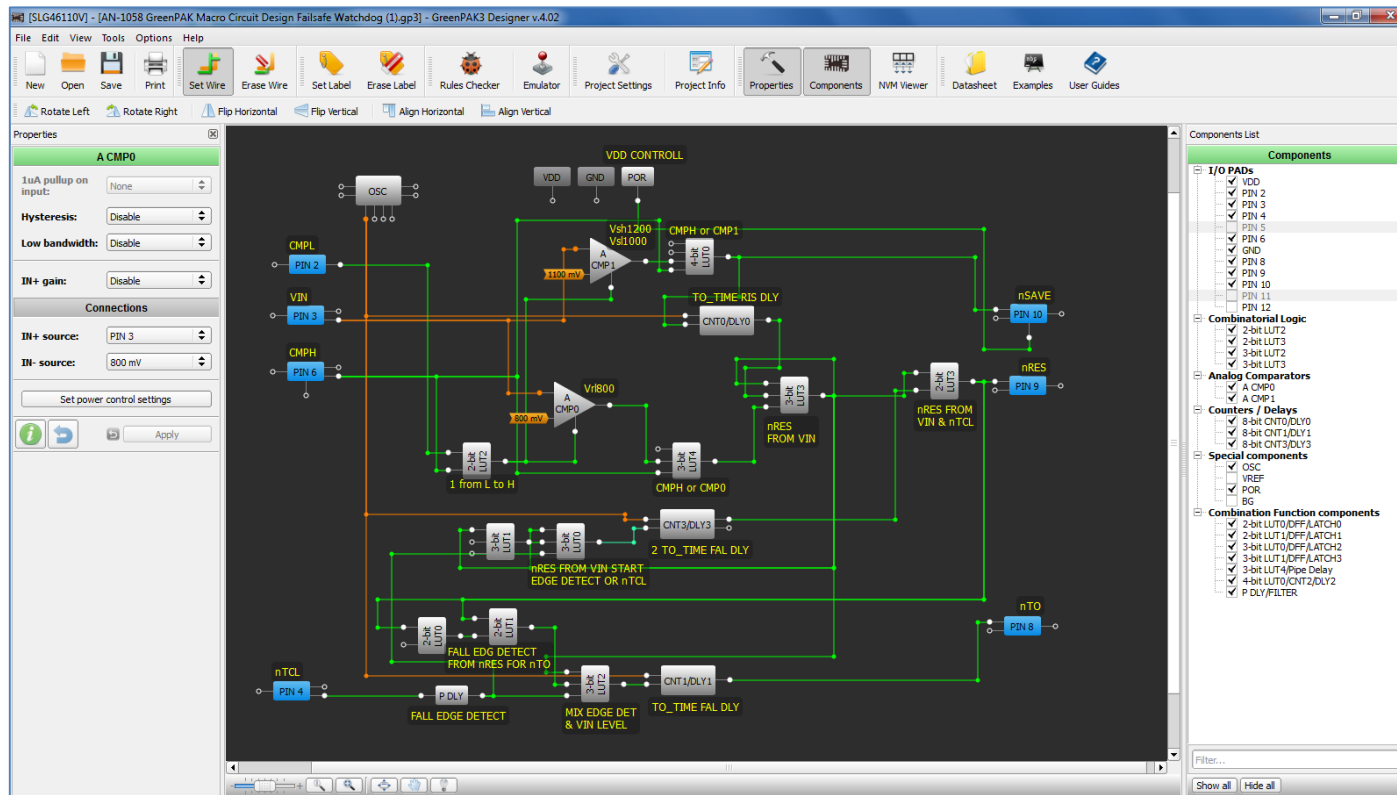 [SLG46110V] - [AN-1058 GreenPAK Macro Circuit Design Failsafe Watchdog (1).gp3] - GreenPAK3 Designer v.4.02
File Edit View Tools Options Help
New Open Save Print Set Wire Erase Wire Set Label Erase Label Rules Checker Emulator Project Settings Project Info Properties Components NVM Viewer Datasheet Examples User Guides
Rotate Left Rotate Right Flip Horizontal Flip Vertical Align Horizontal Align Vertical
Properties
A CMP0
1uA pullup on
input:
None
Hysteresis: Disable
Low bandwidth: Disable
IN+ gain: Disable
Connections
IN+ source: PIN 3
IN- source: 800 mV
Set power control settings
Apply
VDD CONTROLL
OSC
VDD
GND
POR
CMPL
PIN 2
VIN
PIN 3
CMPH
PIN 6
Vsh1200
Vsl1000
A
CMP1
1100 mV
CMPH or CMP1
4-bit
LUT0
TO_TIME RIS DLY
CNT0/DLY0
nSAVE
PIN 10
nRES
PIN 9
Vrl800
A
CMP0
800 mV
3-bit
LUT3
nRES
FROM VIN
2-bit
LUT3
nRES FROM
VIN & nTCL
2-bit
LUT2
1 from L to H
3-bit
LUT4
CMPH or CMP0
3-bit
LUT1
3-bit
LUT0
nRES FROM VIN START
EDGE DETECT OR nTCL
CNT3/DLY3
2 TO_TIME FAL DLY
2-bit
LUT0
2-bit
LUT1
FALL EDG DETECT
FROM nRES FOR nTO
nTO
PIN 8
nTCL
PIN 4
P DLY
FALL EDGE DETECT
3-bit
LUT2
MIX EDGE DET
& VIN LEVEL
CNT1/DLY1
TO_TIME FAL DLY
Components List
Components
I/O PADs
VDD
PIN 2
PIN 3
PIN 4
PIN 5
PIN 6
GND
PIN 8
PIN 9
PIN 10
PIN 11
PIN 12
Combinatorial Logic
2-bit LUT2
2-bit LUT3
3-bit LUT2
3-bit LUT3
Analog Comparators
A CMP0
A CMP1
Counters / Delays
8-bit CNT0/DLY0
8-bit CNT1/DLY1
8-bit CNT3/DLY3
Special components
OSC
VREF
POR
BG
Combination Function components
2-bit LUT0/DFF/LATCH0
2-bit LUT1/DFF/LATCH1
3-bit LUT0/DFF/LATCH2
3-bit LUT1/DFF/LATCH3
3-bit LUT4/Pipe Delay
4-bit LUT0/CNT2/DLY2
P DLY/FILTER
Filter...
Show all Hide all